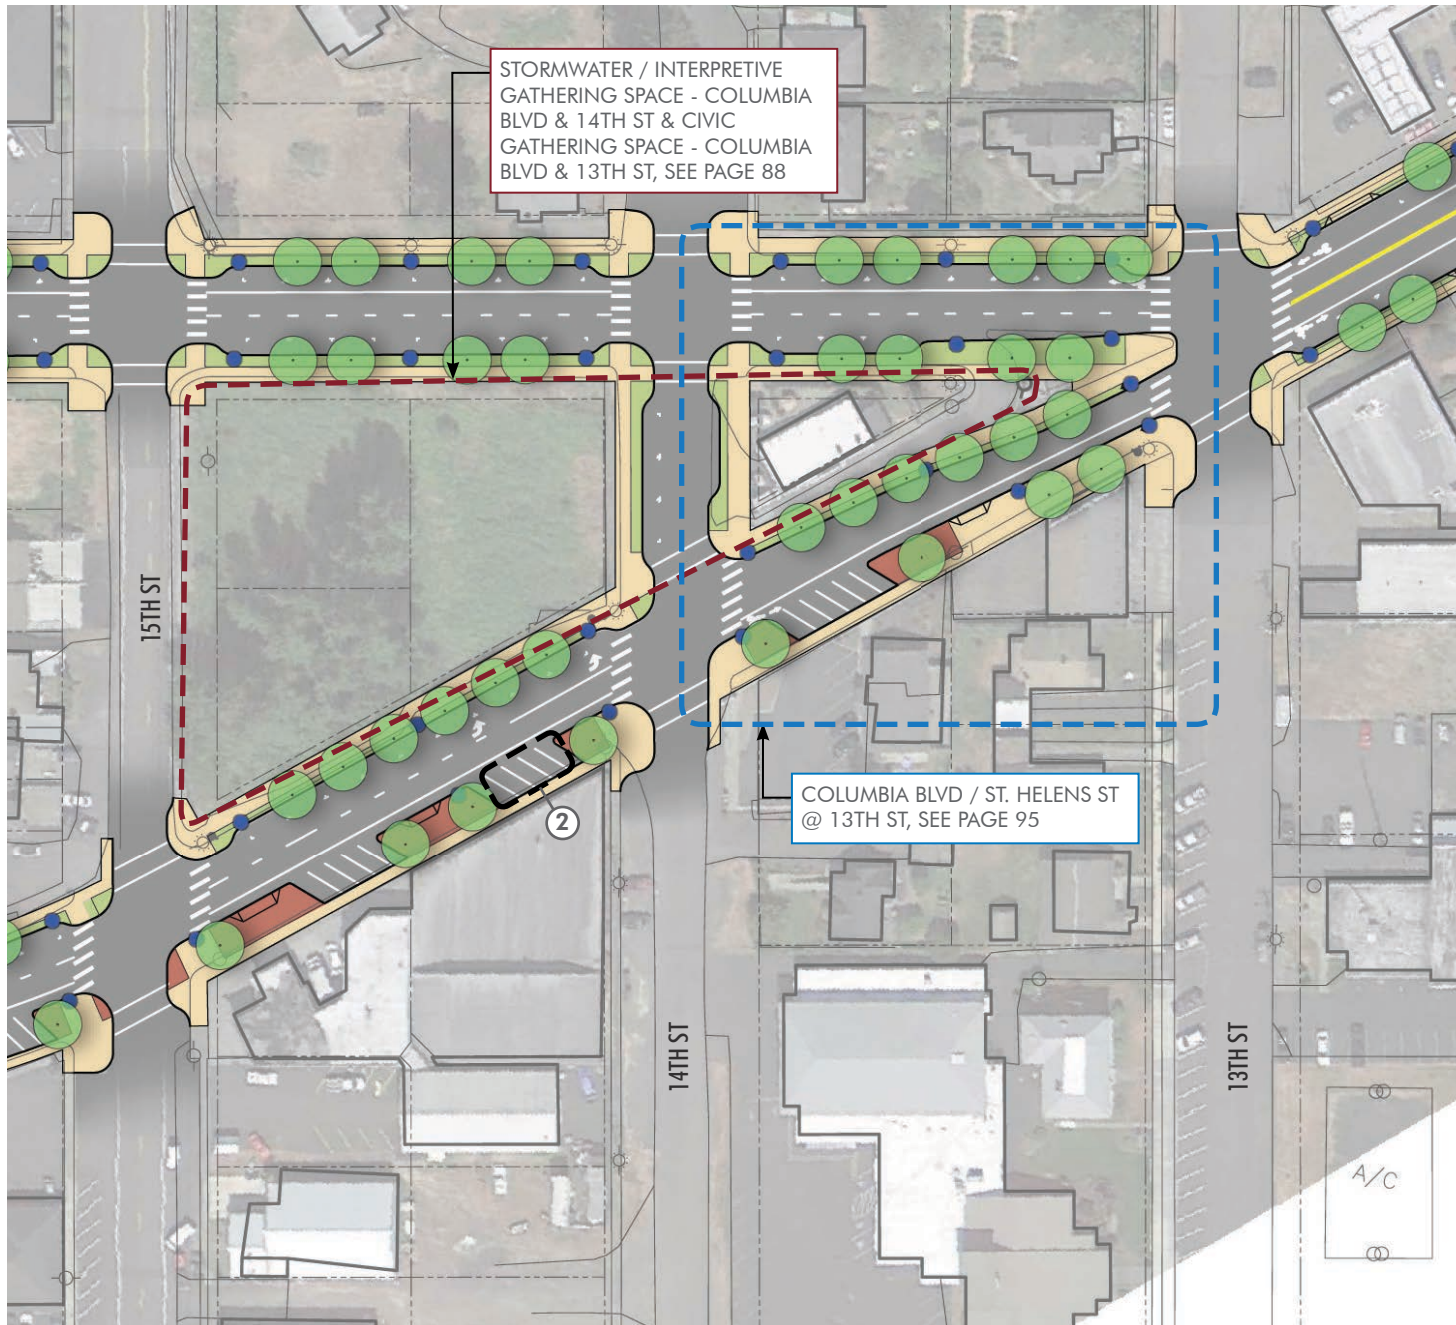 STORMWATER / INTERPRETIVE
GATHERING SPACE - COLUMBIA
BLVD & 14TH ST & CIVIC
GATHERING SPACE - COLUMBIA
BLVD & 13TH ST, SEE PAGE 88
15TH ST
2
COLUMBIA BLVD / ST. HELENS ST
@ 13TH ST, SEE PAGE 95
14TH ST
13TH ST
A/C